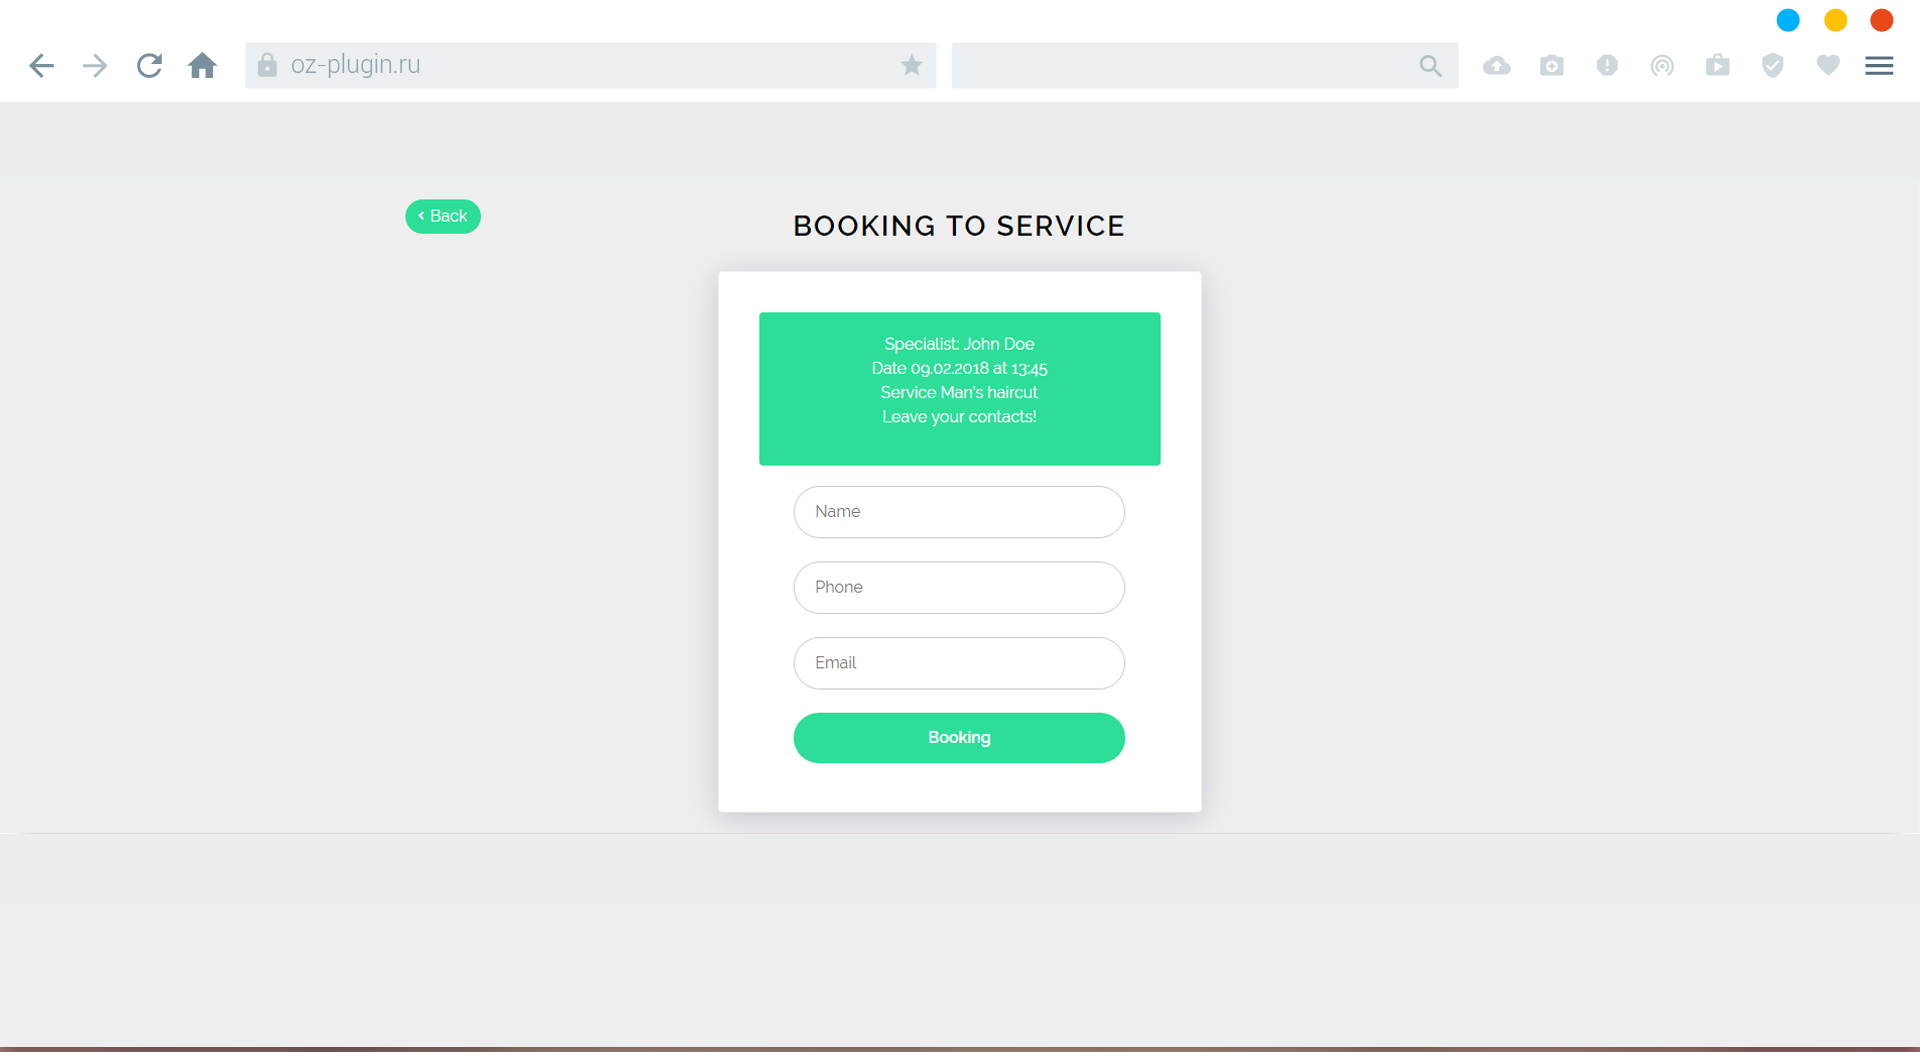 oz-plugin.ru
Back
BOOKING TO SERVICE
Specialist: John Doe
Date 09.02.2018 at 13:45
Service Man's haircut
Leave your contacts!
Name
Phone
Email
Booking